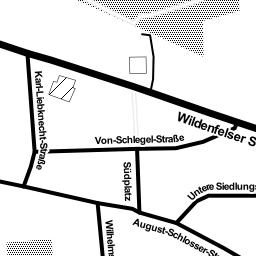 Karl-Liebknecht-Straße
Wildenfelser S
Von-Schlegel-Straße
Südplatz
Untere Siedlungs
August-Schlosser-St
Wilhelm